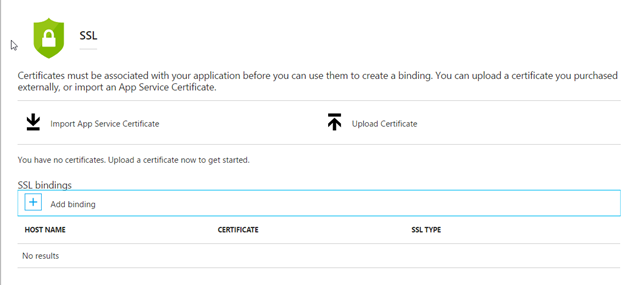 SSL
Certificates must be associated with your application before you can use them to create a binding. You can upload a certificate you purchased
externally, or import an App Service Certificate.
Import App Service Certificate
Upload Certificate
You have no certificates. Upload a certificate now to get started.
SSL bindings
Add binding
HOST NAME CERTIFICATE SSL TYPE
No results